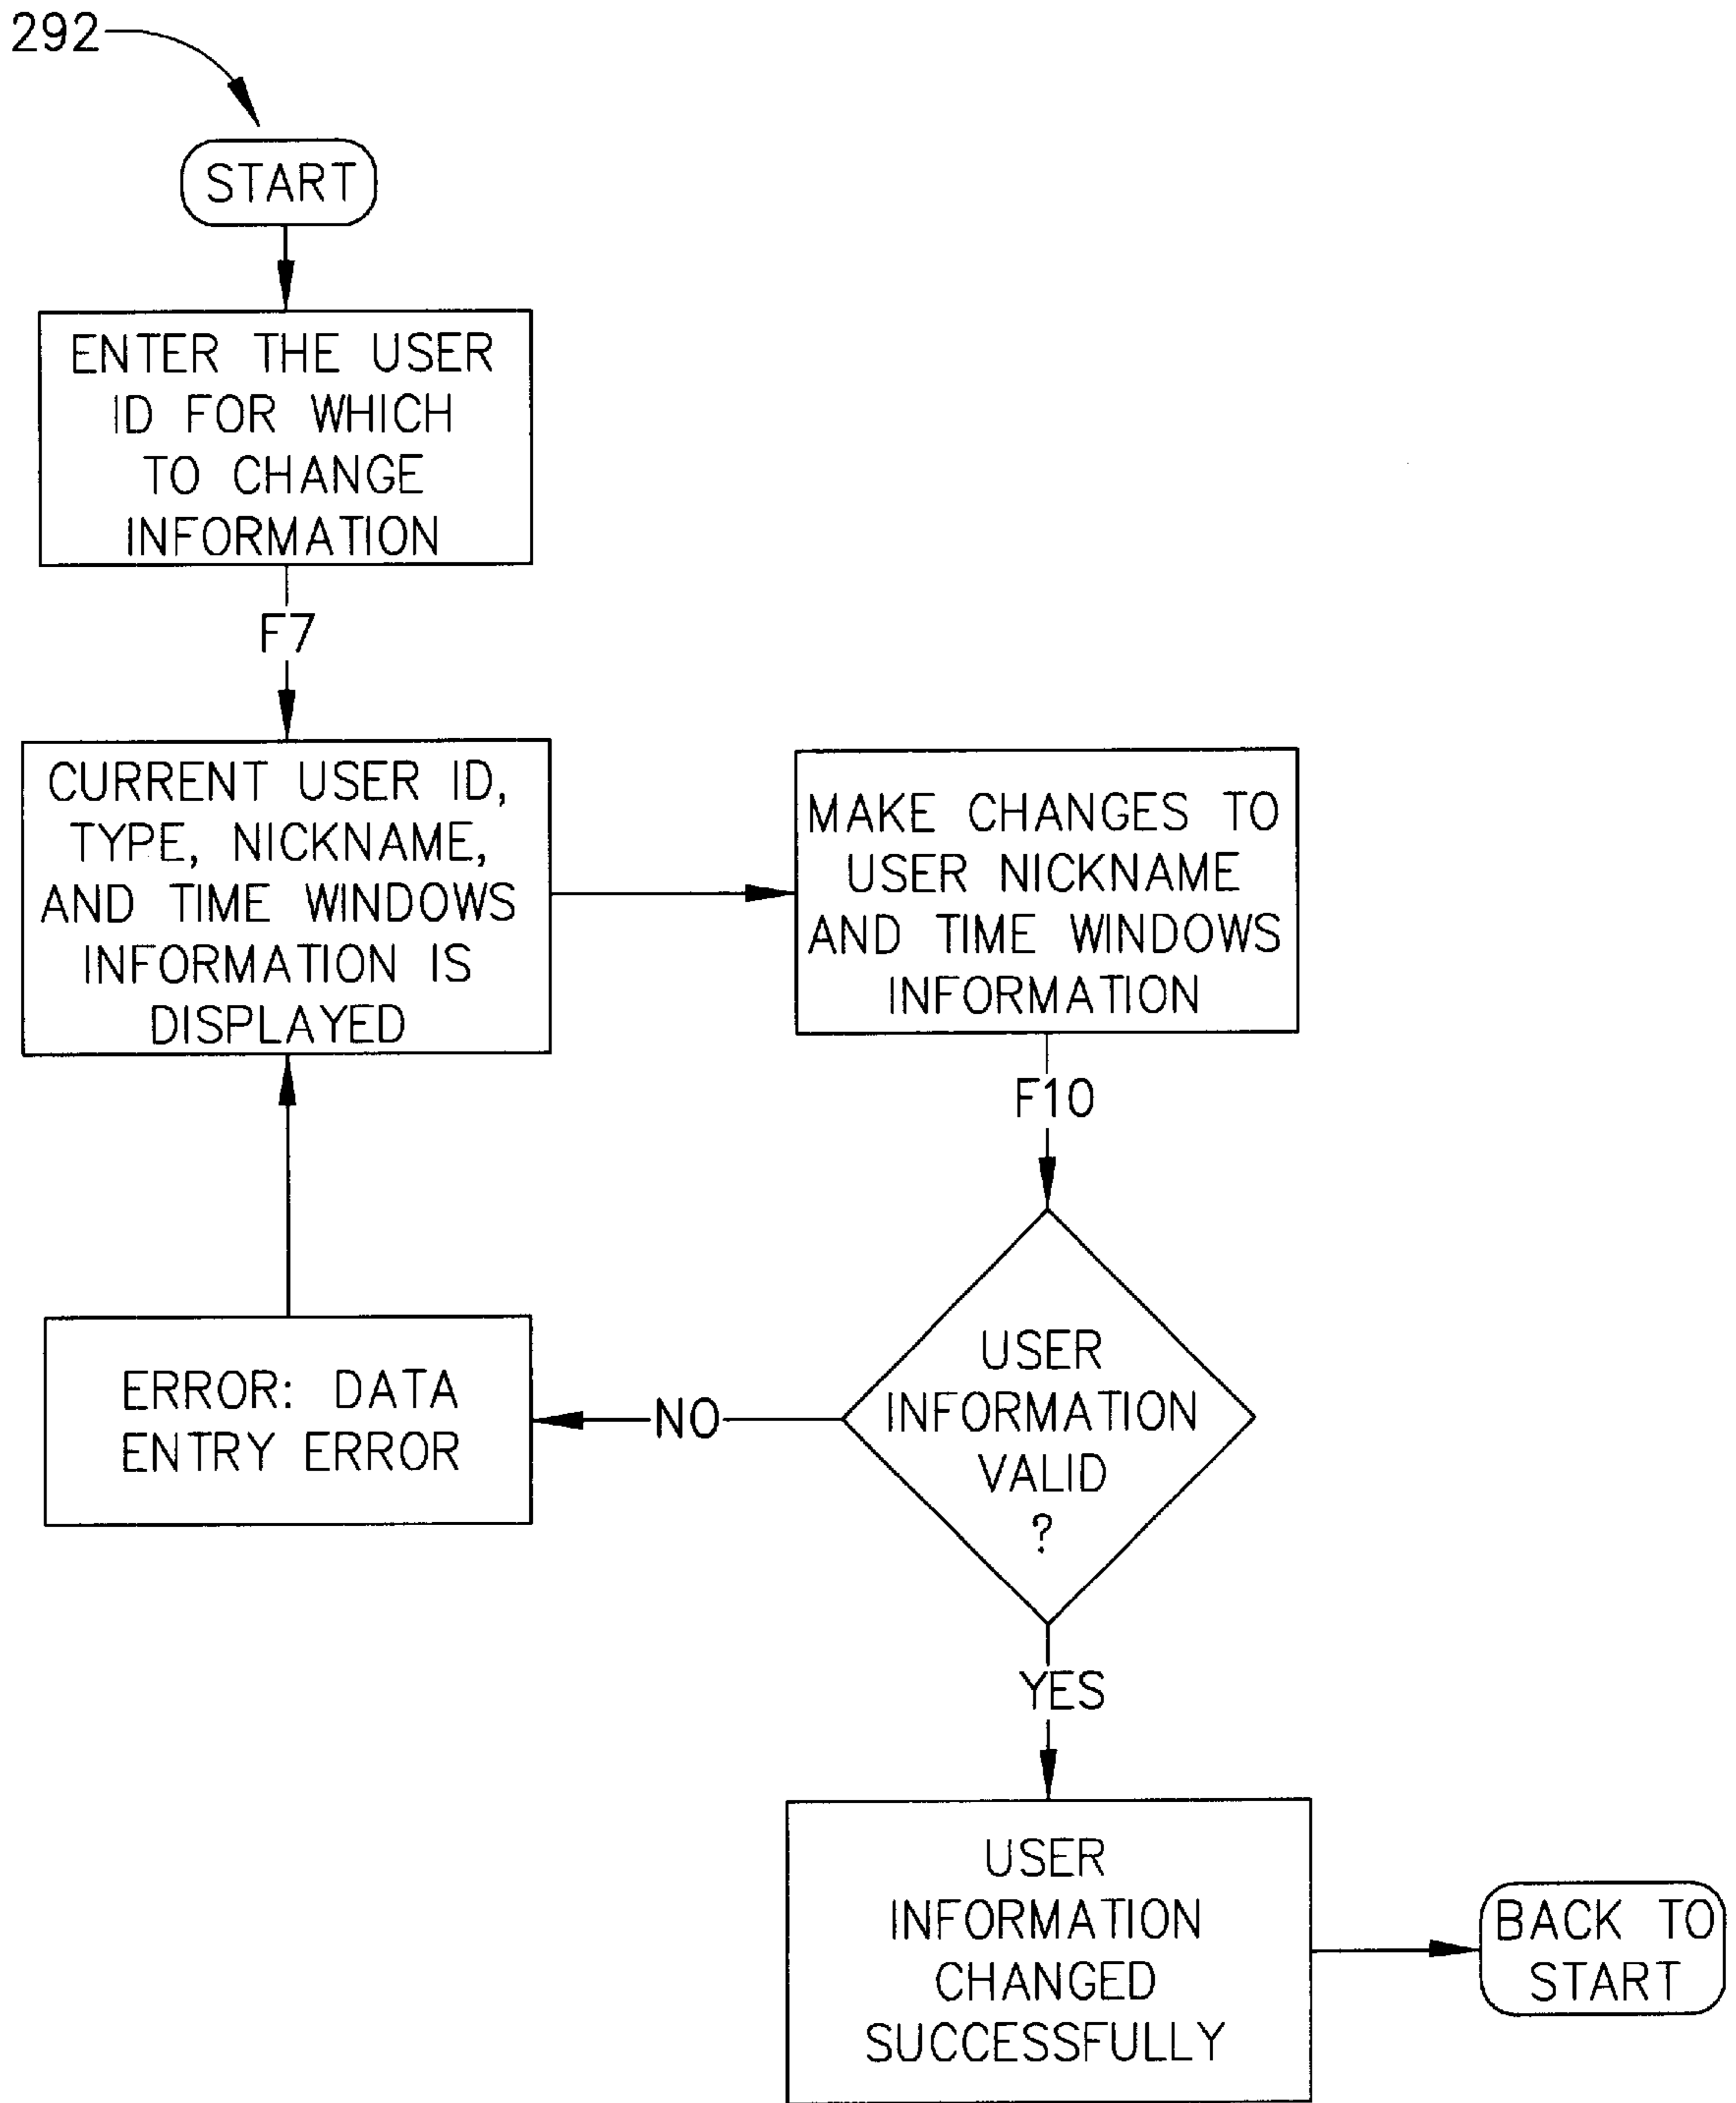 292
START
ENTER THE USER
ID FOR WHICH
TO CHANGE
INFORMATION
F7
CURRENT USER ID,
TYPE, NICKNAME,
AND TIME WINDOWS
INFORMATION IS
DISPLAYED
MAKE CHANGES TO
USER NICKNAME
AND TIME WINDOWS
INFORMATION
F10
USER
INFORMATION
VALID
?
NO
ERROR: DATA
ENTRY ERROR
YES
USER
INFORMATION
CHANGED
SUCCESSFULLY
BACK TO
START